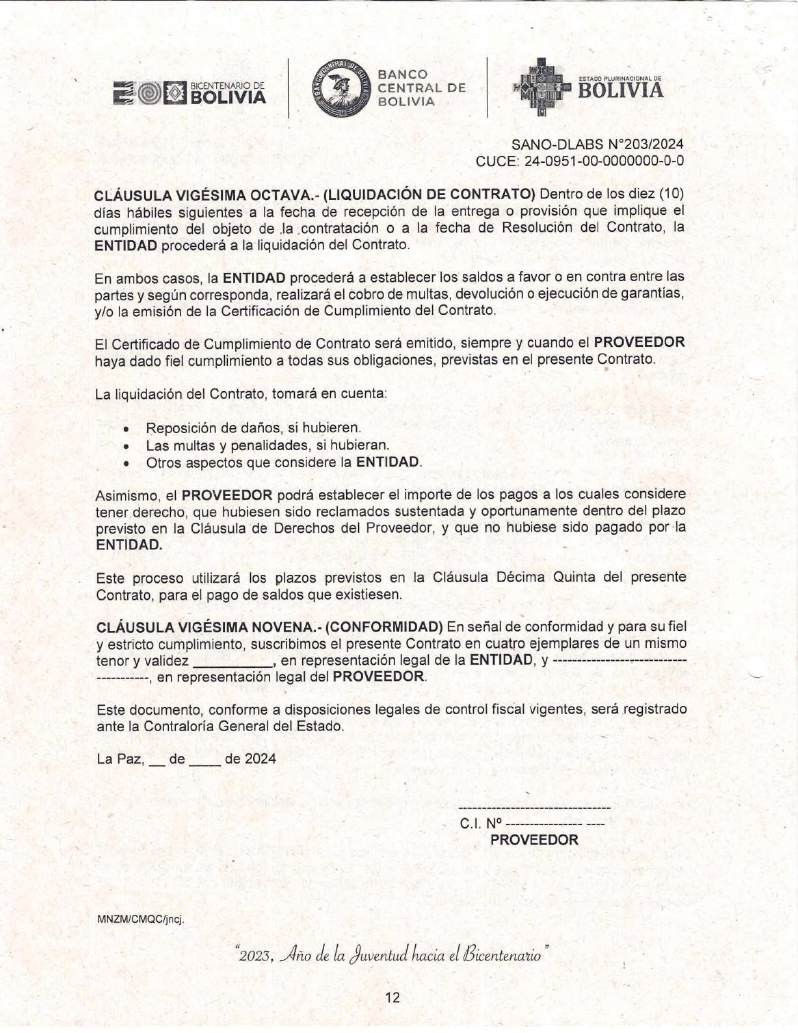 BICENTENARIO DE
BOLIVIA
BANCO
CENTRAL DE
BOLIVIA
ESTADO PLURINACIONAL DE
BOLIVIA
SANO-DLABS N°203/2024
CUCE: 24-0951-00-0000000-0-0
CLÁUSULA VIGÉSIMA OCTAVA.- (LIQUIDACIÓN DE CONTRATO) Dentro de los diez (10)
días hábiles siguientes a la fecha de recepción de la entrega o provisión que implique el
cumplimiento del objeto de la contratación o a la fecha de Resolución del Contrato, la
ENTIDAD procederá a la liquidación del Contrato.
En ambos casos, la ENTIDAD procederá a establecer los saldos a favor o en contra entre las
partes y según corresponda, realizará el cobro de multas, devolución o ejecución de garantías,
y/o la emisión de la Certificación de Cumplimiento del Contrato.
El Certificado de Cumplimiento de Contrato será emitido, siempre y cuando el PROVEEDOR
haya dado fiel cumplimiento a todas sus obligaciones, previstas en el presente Contrato.
La liquidación del Contrato, tomará en cuenta:
• Reposición de daños, si hubieren.
• Las multas y penalidades, si hubieran.
• Otros aspectos que considere la ENTIDAD.
Asimismo, el PROVEEDOR podrá establecer el importe de los pagos a los cuales considere
tener derecho, que hubiesen sido reclamados sustentada y oportunamente dentro del plazo
previsto en la Cláusula de Derechos del Proveedor, y que no hubiese sido pagado por la
ENTIDAD.
Este proceso utilizará los plazos previstos en la Cláusula Décima Quinta del presente
Contrato, para el pago de saldos que existiesen.
CLÁUSULA VIGÉSIMA NOVENA.- (CONFORMIDAD) En señal de conformidad y para su fiel
y estricto cumplimiento, suscribimos el presente Contrato en cuatro ejemplares de un mismo
tenor y validez __________, en representación legal de la ENTIDAD, y ----------------------------
-----------, en representación legal del PROVEEDOR.
Este documento, conforme a disposiciones legales de control fiscal vigentes, será registrado
ante la Contraloría General del Estado.
La Paz, __ de ____ de 2024
--------------------------------
C.I. Nº ---------------- ----
PROVEEDOR
MNZM/CMQC/jncj.
"2023, Año de la Juventud hacia el Bicentenario"
12